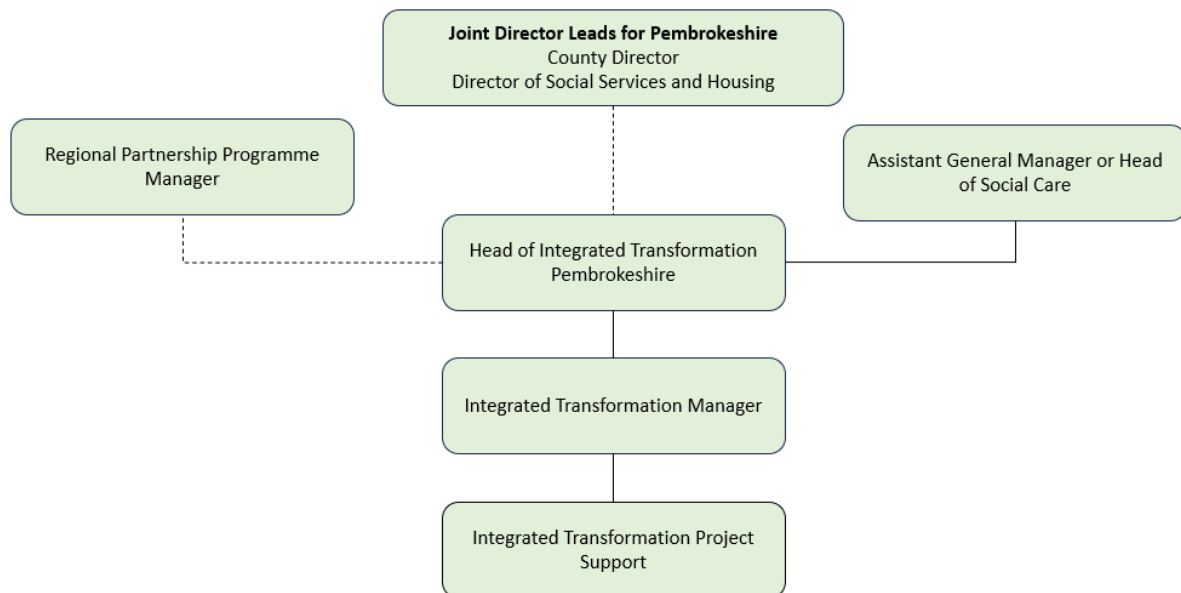 Joint Director Leads for Pembrokeshire
County Director
Director of Social Services and Housing
Regional Partnership Programme
Manager
Assistant General Manager or Head
of Social Care
Head of Integrated Transformation
Pembrokeshire
Integrated Transformation Manager
Integrated Transformation Project
Support